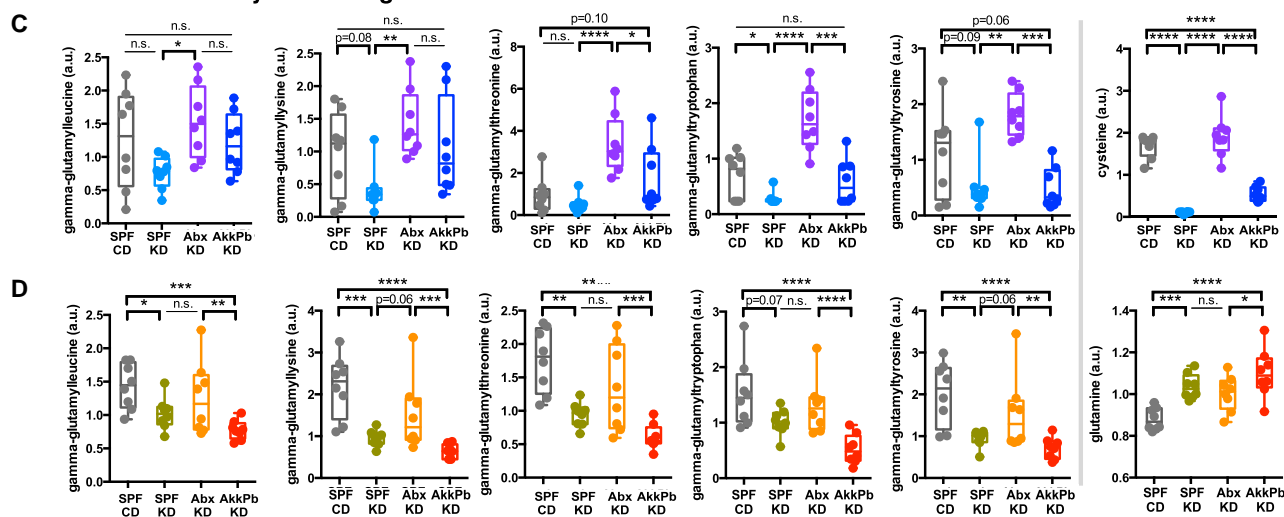 C
gamma-glutamylleucine (a.u.)
n.s.
n.s. * n.s.
2.5
2.0
1.5
1.0
0.5
0.0
SPF SPF Abx AkkPb
CD KD KD KD
gamma-glutamyllysine (a.u.)
n.s.
p=0.08 ** n.s.
2.5
2.0
1.5
1.0
0.5
0.0
SPF SPF Abx AkkPb
CD KD KD KD
gamma-glutamylthreonine (a.u.)
p=0.10
n.s. **** *
8
6
4
2
0
SPF SPF Abx AkkPb
CD KD KD KD
gamma-glutamyltryptophan (a.u.)
n.s.
* **** ***
3
2
1
0
SPF SPF Abx AkkPb
CD KD KD KD
gamma-glutamyltyrosine (a.u.)
p=0.06
p=0.09 ** ***
3
2
1
0
SPF SPF Abx AkkPb
CD KD KD KD
cysteine (a.u.)
****
**** **** ****
4
3
2
1
0
SPF SPF Abx AkkPb
CD KD KD KD
D
gamma-glutamylleucine (a.u.)
***
* n.s. **
2.5
2.0
1.5
1.0
0.5
0.0
SPF SPF Abx AkkPb
CD KD KD KD
gamma-glutamyllysine (a.u.)
****
*** p=0.06 ***
4
3
2
1
0
SPF SPF Abx AkkPb
CD KD KD KD
gamma-glutamylthreonine (a.u.)
** n.s. ***
2.5
2.0
1.5
1.0
0.5
0.0
SPF SPF Abx AkkPb
CD KD KD KD
gamma-glutamyltryptophan (a.u.)
****
p=0.07 n.s. ****
3
2
1
0
SPF SPF Abx AkkPb
CD KD KD KD
gamma-glutamyltyrosine (a.u.)
****
** p=0.06 **
4
3
2
1
0
SPF SPF Abx AkkPb
CD KD KD KD
glutamine (a.u.)
****
*** n.s. *
1.4
1.2
1.0
0.8
0.6
SPF SPF Abx AkkPb
CD KD KD KD